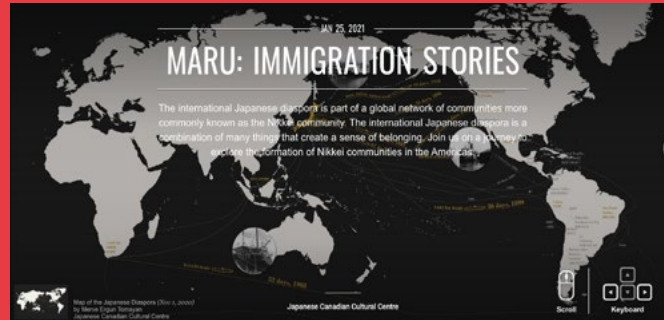 JAN 25, 2021
MARU: IMMIGRATION STORIES
The international Japanese diaspora is part of a global network of communities more
commonly known as the Nikkei community. The international Japanese diaspora is a
combination of many things that create a sense of belonging. Join us on a journey to
explore the formation of Nikkei communities in the Americas.
Map of the Japanese Diaspora (Nov 1, 2020)
by Merve Ergun Tomayan
Japanese Canadian Cultural Centre
Japanese Canadian Cultural Centre
Scroll
Keyboard